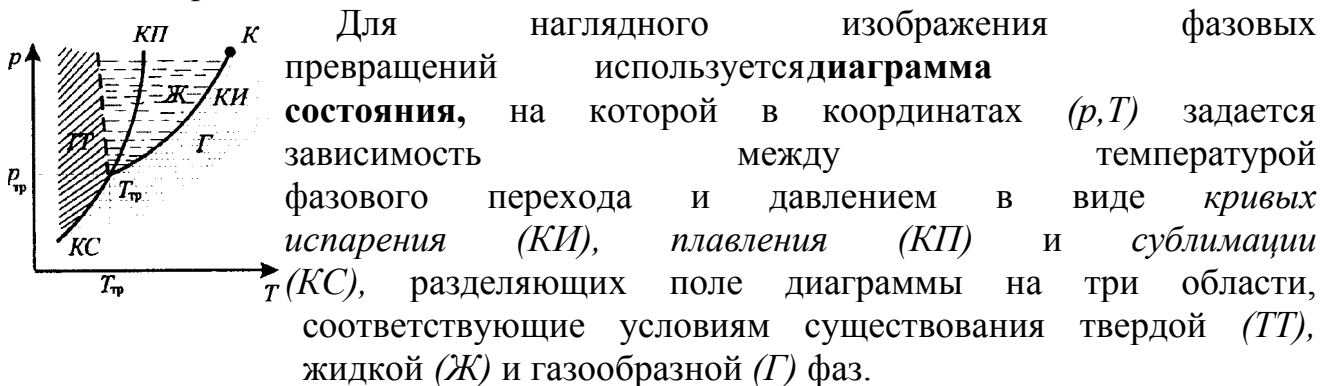 КП
К
p
Ж
КИ
ТТ
Г
pтр
Tтр
КС
Tтр
T
Для наглядного изображения фазовых
превращений используетсядиаграмма
состояния, на которой в координатах (p,T) задается
зависимость между температурой
фазового перехода и давлением в виде кривых
испарения (КИ), плавления (КП) и сублимации
(КС), разделяющих поле диаграммы на три области,
соответствующие условиям существования твердой (ТТ),
жидкой (Ж) и газообразной (Г) фаз.